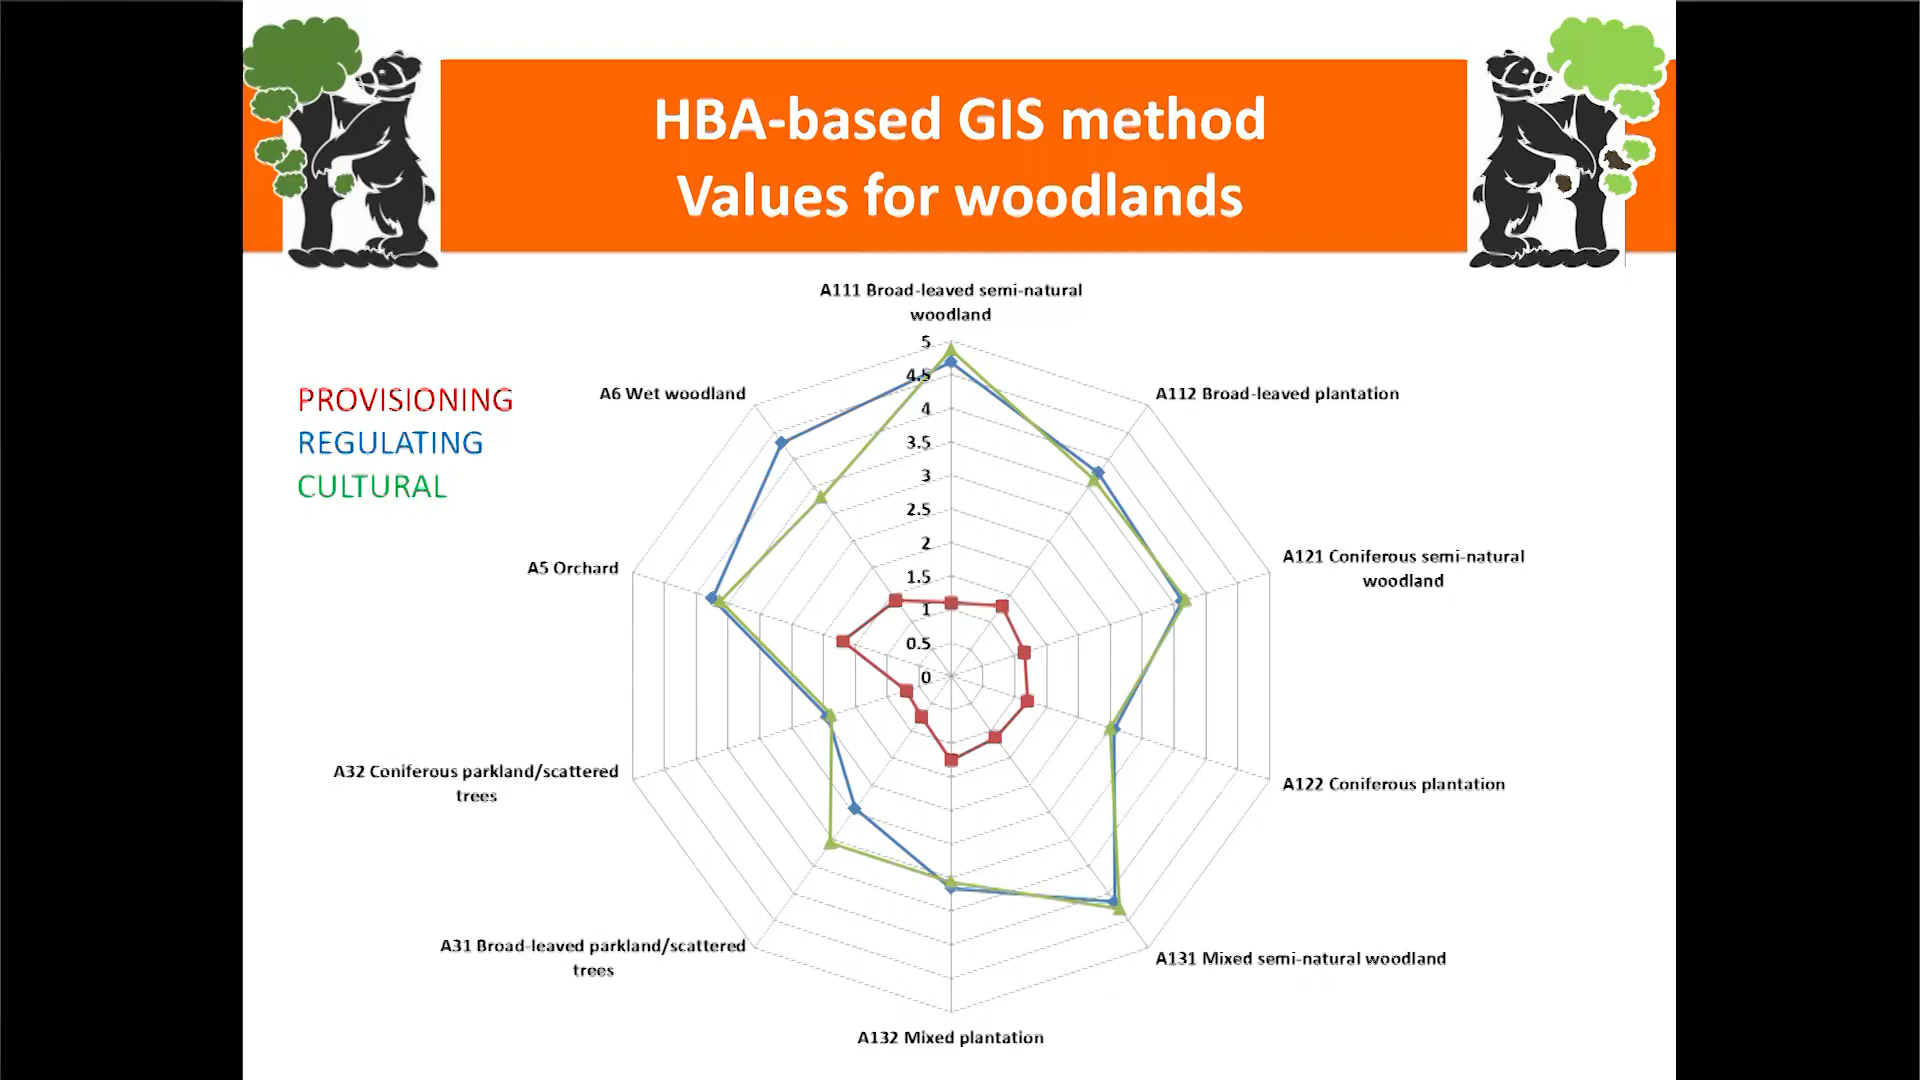 HBA-based GIS method
Values for woodlands
PROVISIONING
REGULATING
CULTURAL
A111 Broad-leaved semi-natural
woodland
A112 Broad-leaved plantation
A121 Coniferous semi-natural
woodland
A122 Coniferous plantation
A131 Mixed semi-natural woodland
A132 Mixed plantation
A31 Broad-leaved parkland/scattered
trees
A32 Coniferous parkland/scattered
trees
A5 Orchard
A6 Wet woodland
5
4.5
4
3.5
3
2.5
2
1.5
1
0.5
0